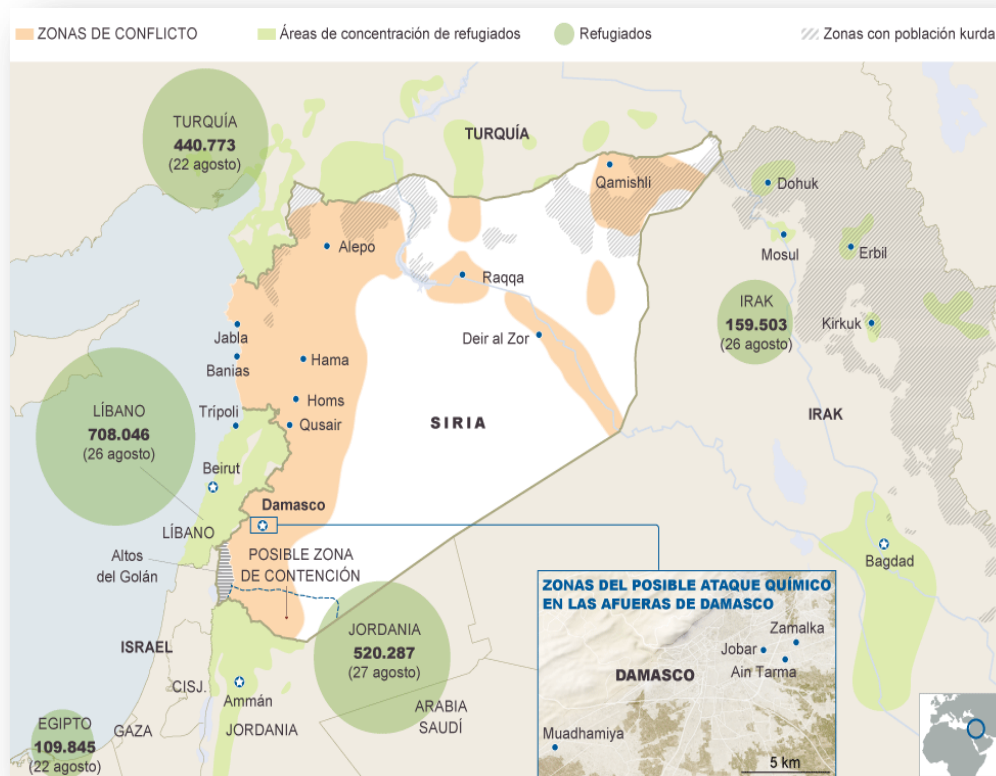 ZONAS DE CONFLICTO
Áreas de concentración de refugiados
Refugiados
Zonas con población kurda
TURQUÍA
440.773
(22 agosto)
TURQUÍA
Qamishli
Dohuk
Alepo
Mosul
Erbil
Raqqa
IRAK
159.503
(26 agosto)
Kirkuk
Jabla
Deir al Zor
Banias
Hama
LÍBANO
708.046
(26 agosto)
Trípoli
Homs
Qusair
SIRIA
IRAK
Beirut
Damasco
LÍBANO
Altos
del Golán
POSIBLE ZONA
DE CONTENCIÓN
Bagdad
ZONAS DEL POSIBLE ATAQUE QUÍMICO
EN LAS AFUERAS DE DAMASCO
Zamalka
Jobar
Ain Tarma
DAMASCO
Muadhamiya
5 km
ISRAEL
JORDANIA
520.287
(27 agosto)
CISJ.
Ammán
ARABIA
SAUDÍ
EGIPTO
109.845
(22 agosto)
GAZA
JORDANIA